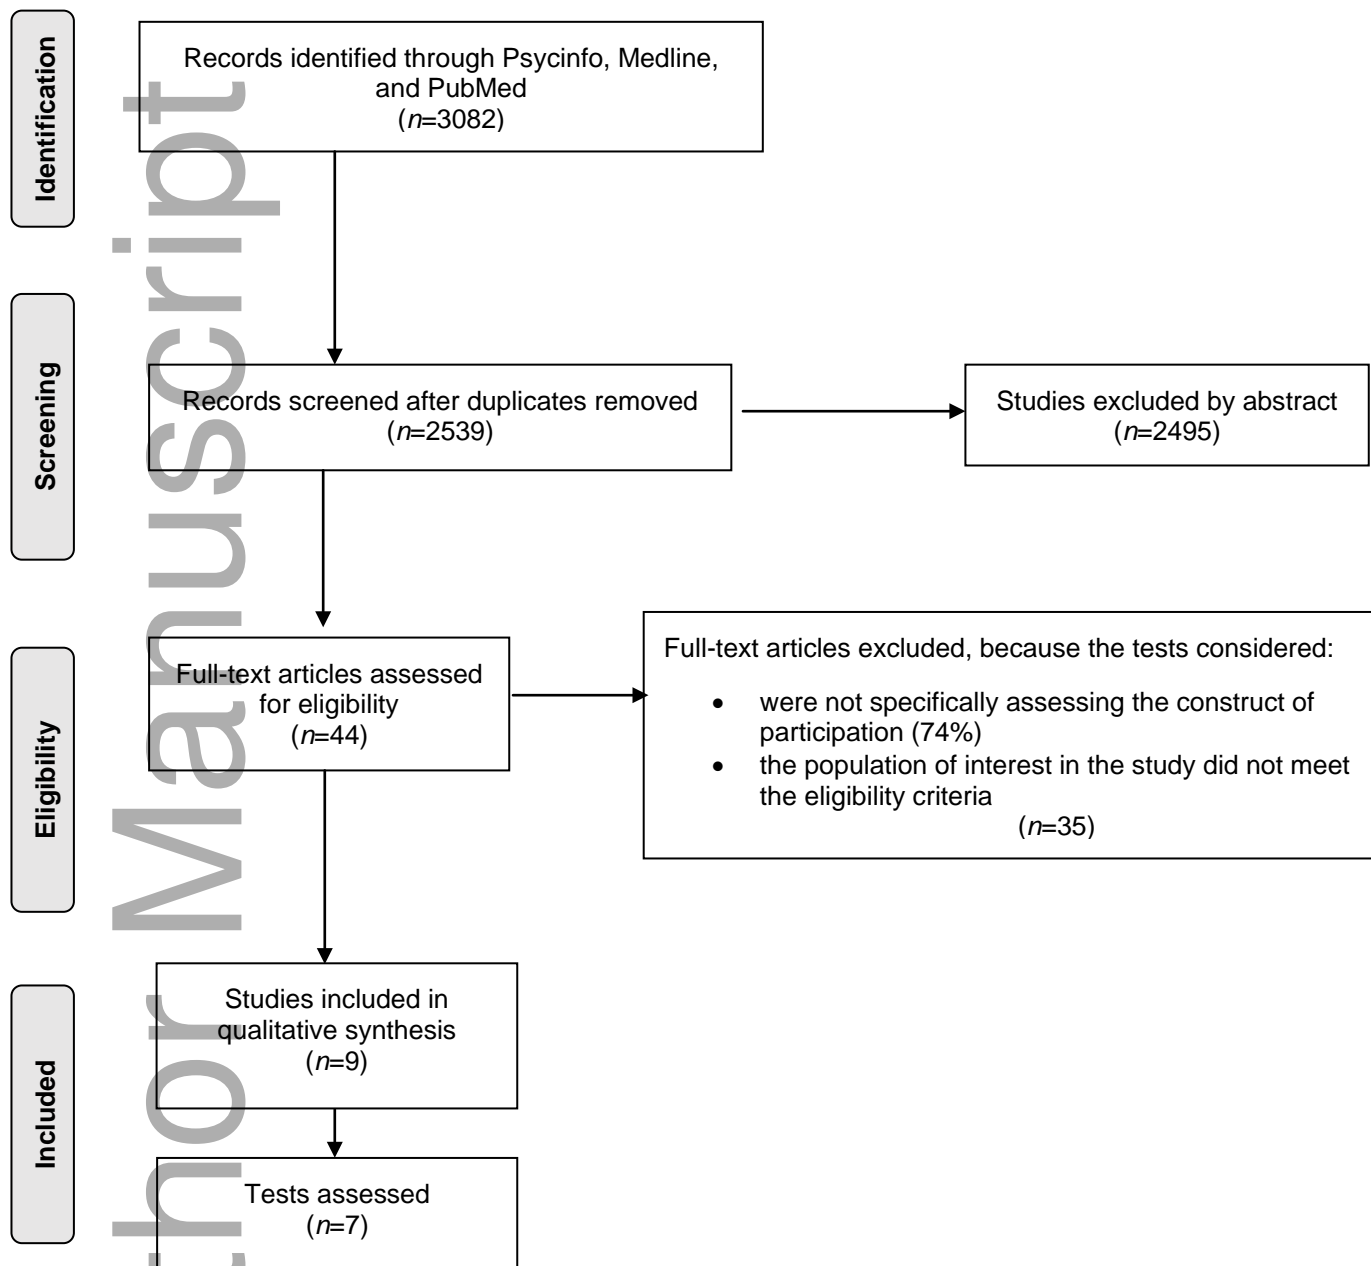 Identification
Records identified through Psycinfo, Medline,
and PubMed
(n=3082)
Screening
Records screened after duplicates removed
(n=2539)
Studies excluded by abstract
(n=2495)
Eligibility
Full-text articles assessed
for eligibility
(n=44)
Full-text articles excluded, because the tests considered:
• were not specifically assessing the construct of
participation (74%)
• the population of interest in the study did not meet
the eligibility criteria
(n=35)
Included
Studies included in
qualitative synthesis
(n=9)
Tests assessed
(n=7)
thor Manuscript